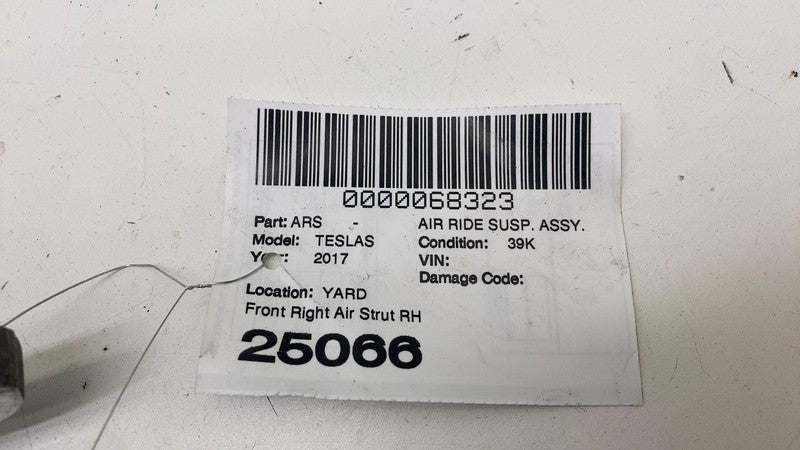 0000068323
Part: ARS - AIR RIDE SUSP. ASSY.
Model: TESLAS Condition: 39K
Year: 2017 VIN:
Damage Code:
Location: YARD
Front Right Air Strut RH
25066